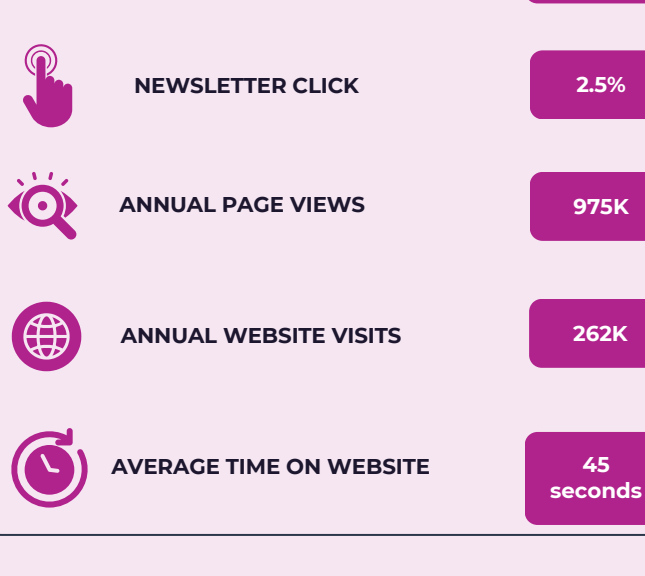 NEWSLETTER CLICK
2.5%
ANNUAL PAGE VIEWS
975K
ANNUAL WEBSITE VISITS
262K
AVERAGE TIME ON WEBSITE
45
seconds